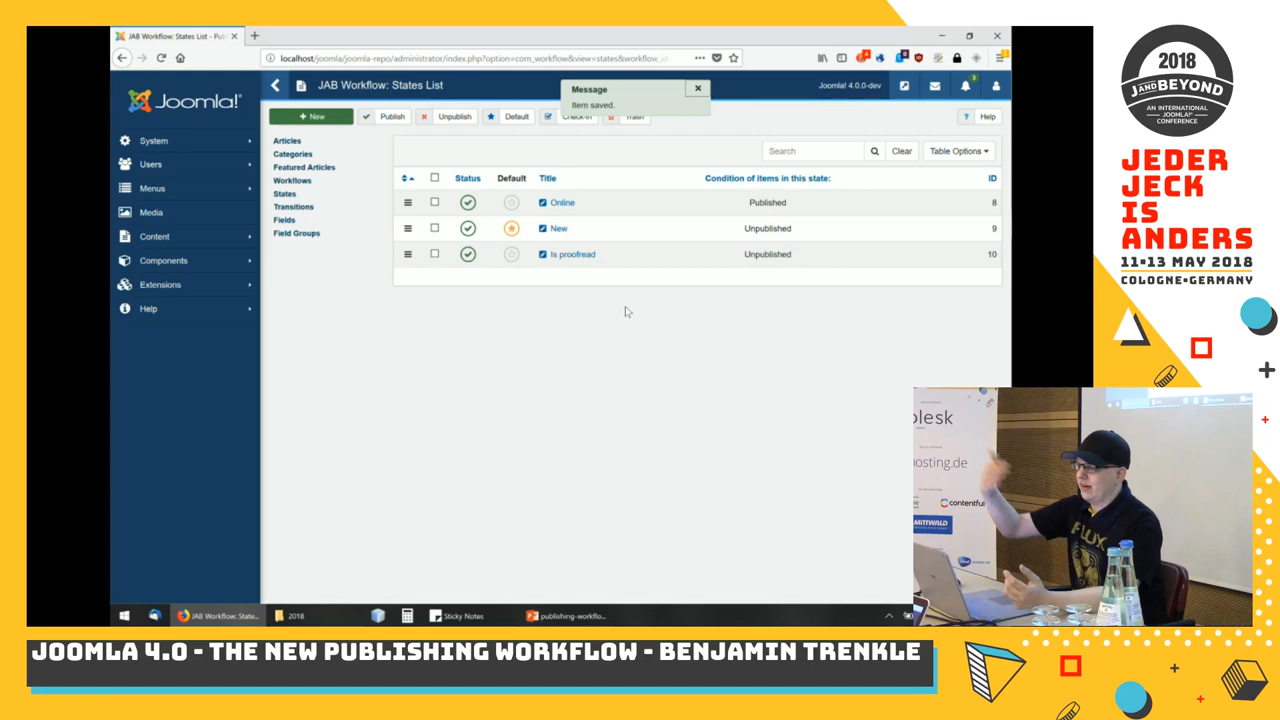 JAB Workflow: States List - Pub
localhost/joomla/joomla-repo/administrator/index.php?option=com_workflow&view=states&workflow_id
Joomla!
JAB Workflow: States List
Message
Item saved.
Joomla! 4.0.0-dev
3
New
Publish
Unpublish
Default
Check-in
Trash
Help
System
Users
Menus
Media
Content
Components
Extensions
Help
Articles
Categories
Featured Articles
Workflows
States
Transitions
Fields
Field Groups
Search
Clear
Table Options
Status Default Title Condition of items in this state: ID
Online Published 8
New Unpublished 9
Is proofread Unpublished 10
JAB Workflow: State...
2018
Sticky Notes
publishing-workflo...
2018
JANDBEYOND
AN INTERNATIONAL
JOOMLA!
CONFERENCE
JEDER
JECK
IS
ANDERS
11-13 MAY 2018
COLOGNE•GERMANY
plesk
hosting.de
contentful
MITTWALD
FLUX
JOOMLA 4.0 - THE NEW PUBLISHING WORKFLOW - BENJAMIN TRENKLE